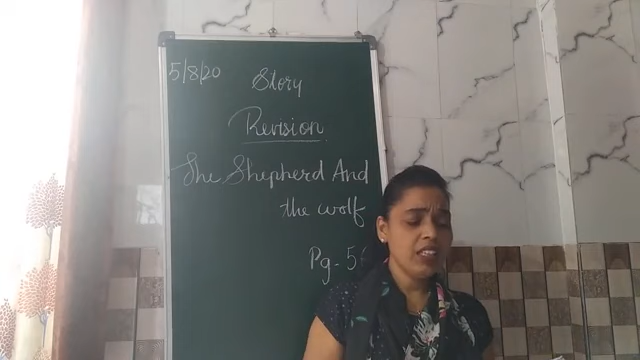 5/8/20
Story
Revision
The Shepherd And
the wolf
Pg - 5